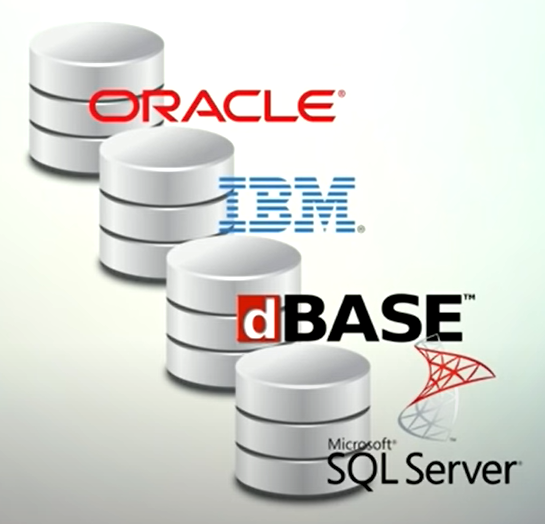 ORACLE®
IBM®
dBASE™
Microsoft®
SQL Server®